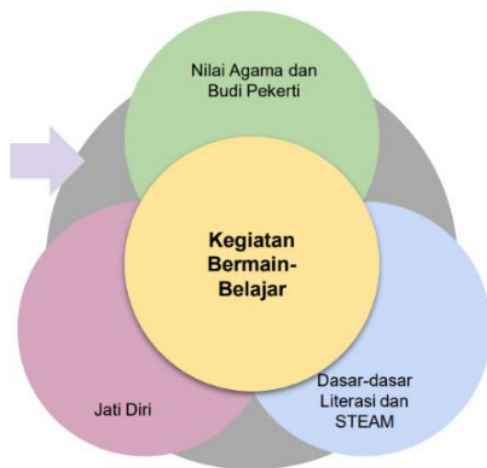 Nilai Agama dan
Budi Pekerti
Kegiatan
Bermain-
Belajar
Jati Diri
Dasar-dasar
Literasi dan
STEAM